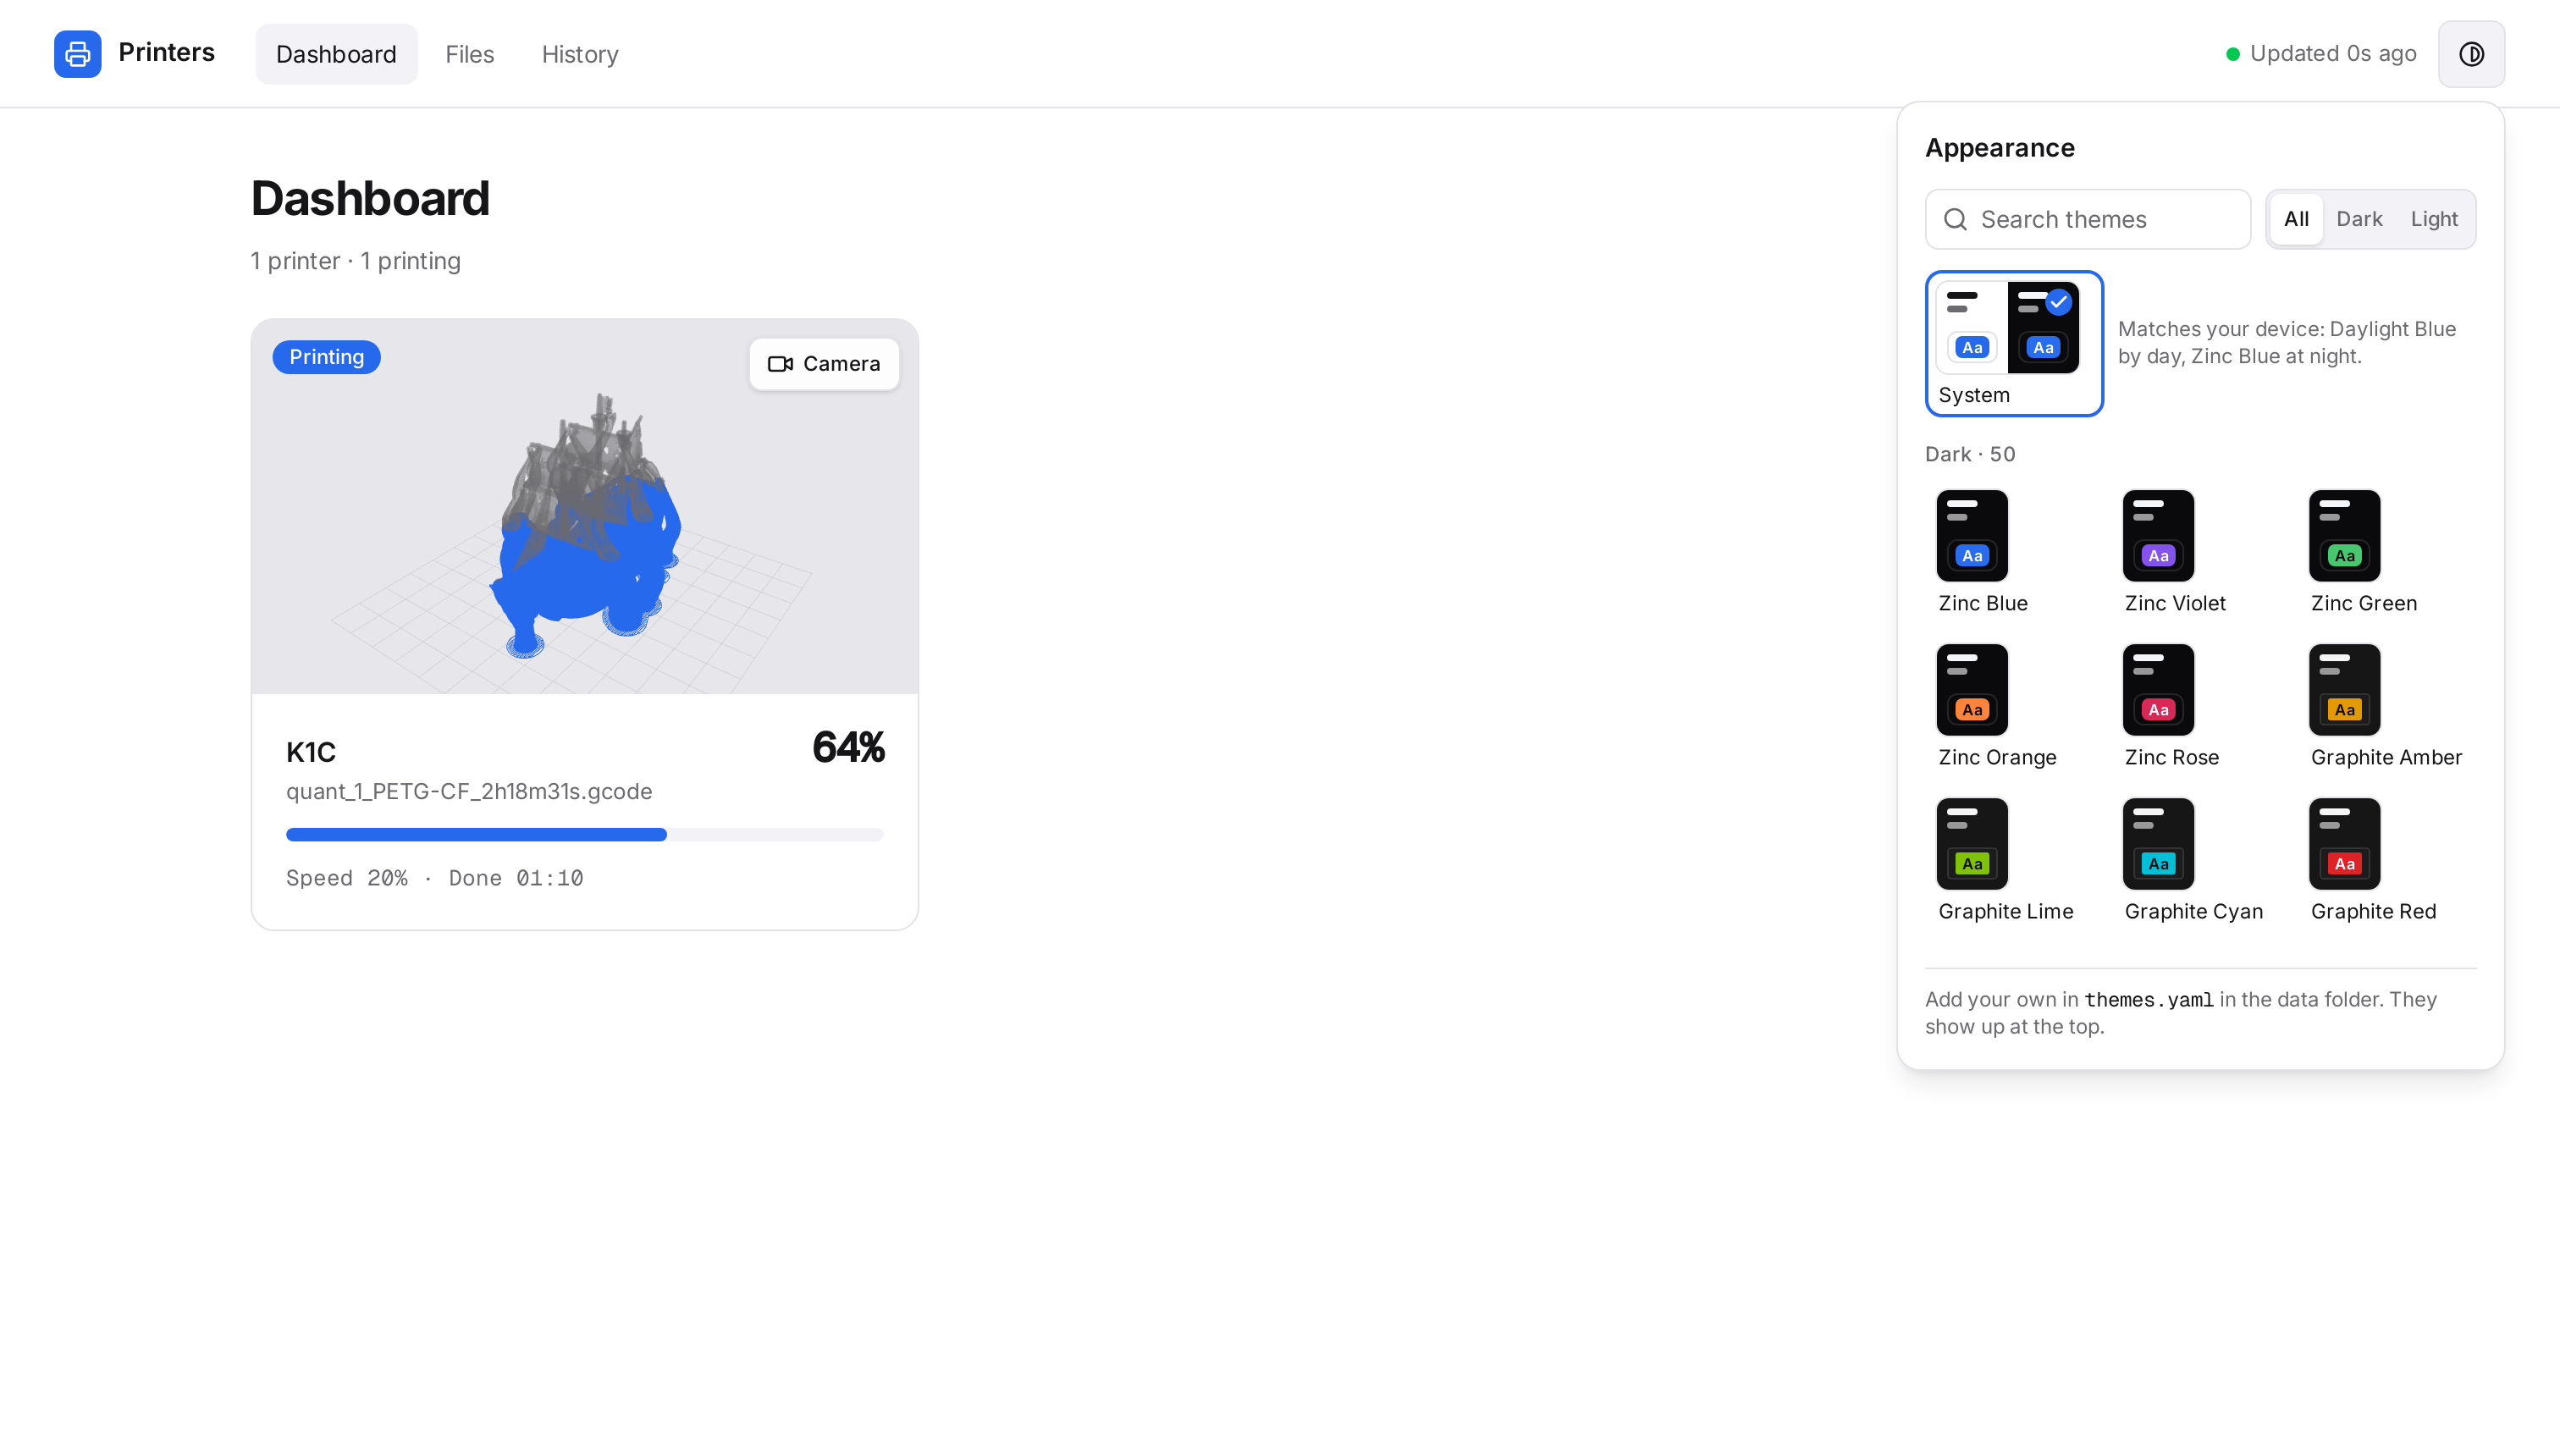 Printers
Dashboard
Files
History
Updated 0s ago
Dashboard
1 printer · 1 printing
Printing
Camera
K1C
64%
quant_1_PETG-CF_2h18m31s.gcode
Speed 20% · Done 01:10
Appearance
Search themes
All
Dark
Light
Aa
Aa
System
Matches your device: Daylight Blue
by day, Zinc Blue at night.
Dark · 50
Aa
Aa
Aa
Zinc Blue
Zinc Violet
Zinc Green
Aa
Aa
Aa
Zinc Orange
Zinc Rose
Graphite Amber
Aa
Aa
Aa
Graphite Lime
Graphite Cyan
Graphite Red
Add your own in themes.yaml in the data folder. They
show up at the top.